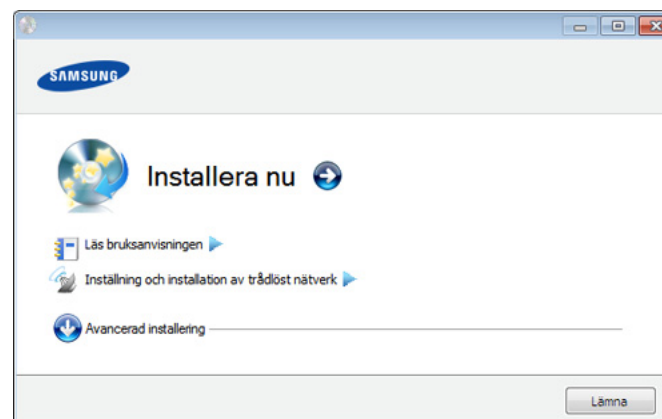 SAMSUNG
Installera nu
Läs bruksanvisningen
Inställning och installation av trådlöst nätverk
Avancerad installering
Lämna